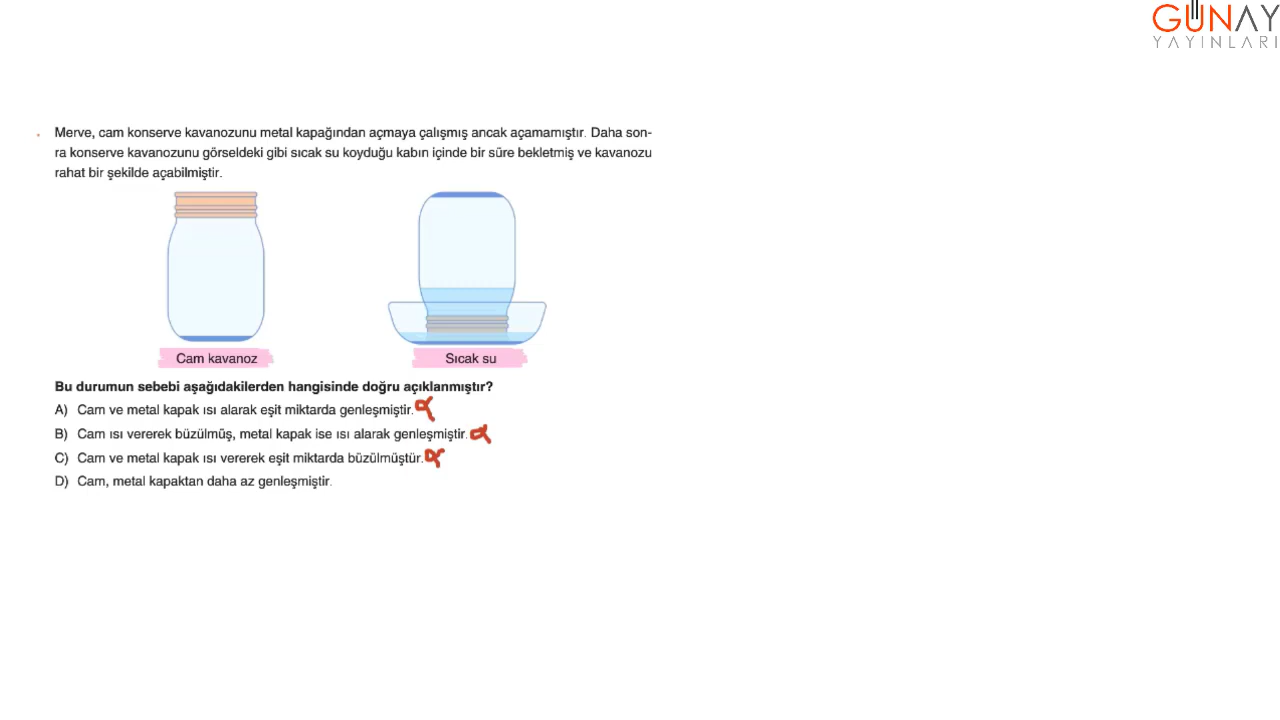 GÜNAY
YAYINLARI
Merve, cam konserve kavanozunu metal kapağından açmaya çalışmış ancak açamamıştır. Daha son-
ra konserve kavanozunu görseldeki gibi sıcak su koyduğu kabın içinde bir süre bekletmiş ve kavanozu
rahat bir şekilde açabilmiştir.
Cam kavanoz
Sıcak su
Bu durumun sebebi aşağıdakilerden hangisinde doğru açıklanmıştır?
A) Cam ve metal kapak ısı alarak eşit miktarda genleşmiştir.
B) Cam ısı vererek büzülmüş, metal kapak ise ısı alarak genleşmiştir.
C) Cam ve metal kapak ısı vererek eşit miktarda büzülmüştür.
D) Cam, metal kapaktan daha az genleşmiştir.